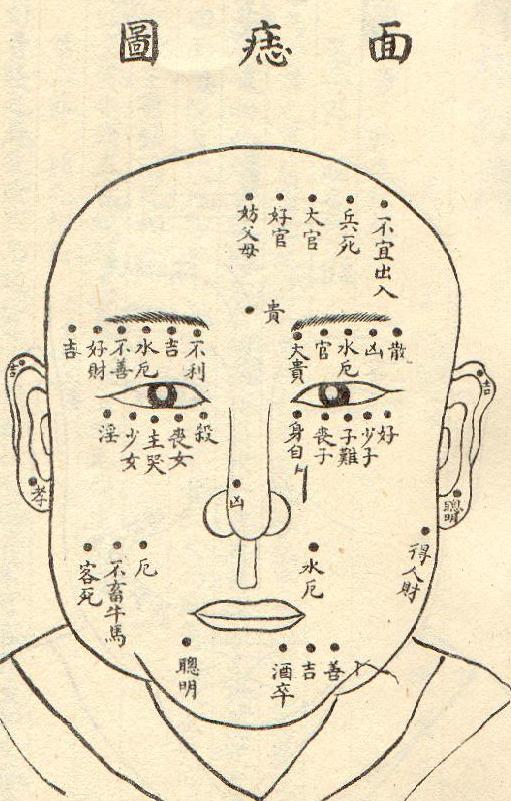 面痣圖
不宜出入
兵死
大官
好官
妨父母
貴
散
凶
水厄
官
大貴
不利
吉
水厄
不善
好財
吉
吉
吉
好
少子
子難
喪子
身自
殺
喪女
主哭
少女
淫
凶
聰明
孝
得人財
水厄
厄
不畜牛馬
客死
善
吉
酒卒
聰明